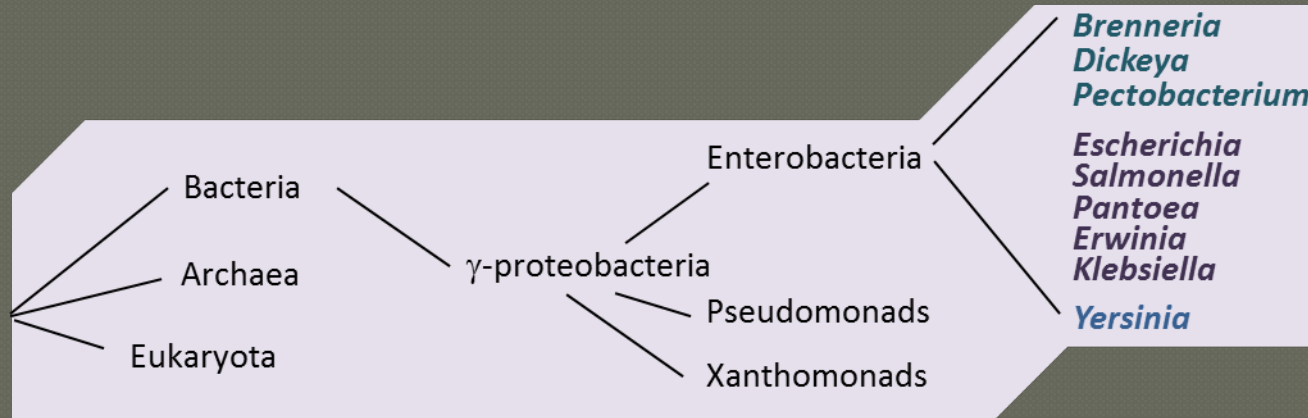 Bacteria
Archaea
Eukaryota
γ-proteobacteria
Enterobacteria
Pseudomonads
Xanthomonads
Brenneria
Dickeya
Pectobacterium
Escherichia
Salmonella
Pantoea
Erwinia
Klebsiella
Yersinia